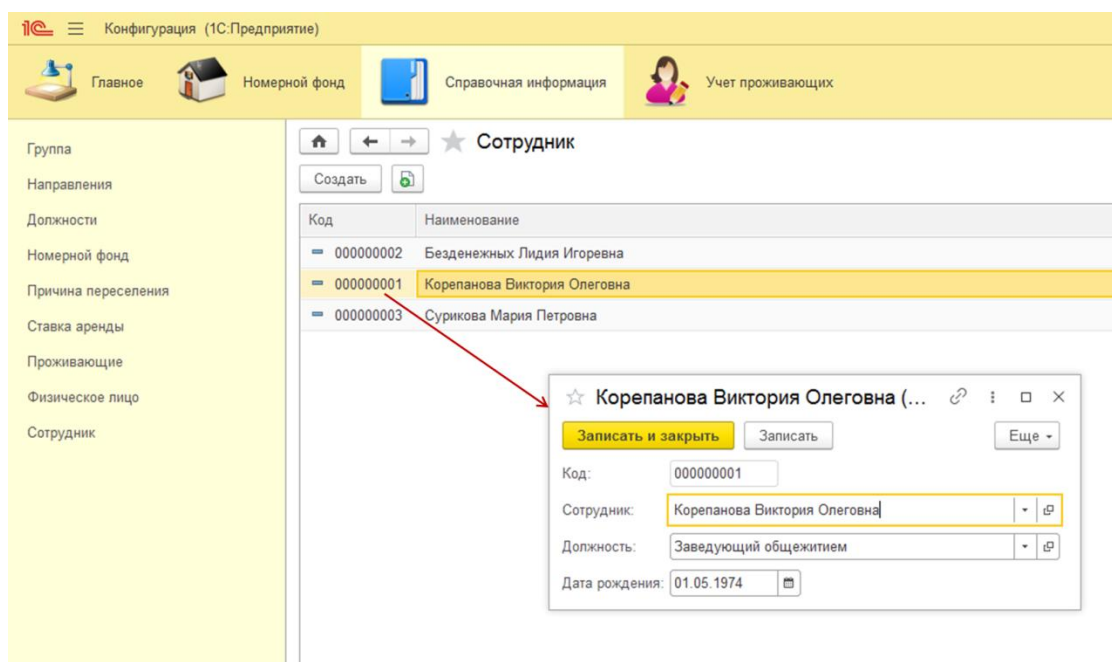 1С Конфигурация (1С:Предприятие)
Главное Номерной фонд Справочная информация Учет проживающих
Группа
Направления
Должности
Номерной фонд
Причина переселения
Ставка аренды
Проживающие
Физическое лицо
Сотрудник
Сотрудник
Создать
Код Наименование
000000002 Безденежных Лидия Игоревна
000000001 Корепанова Виктория Олеговна
000000003 Сурикова Мария Петровна
Корепанова Виктория Олеговна (...
Записать и закрыть Записать Еще
Код: 000000001
Сотрудник: Корепанова Виктория Олеговна
Должность: Заведующий общежитием
Дата рождения: 01.05.1974